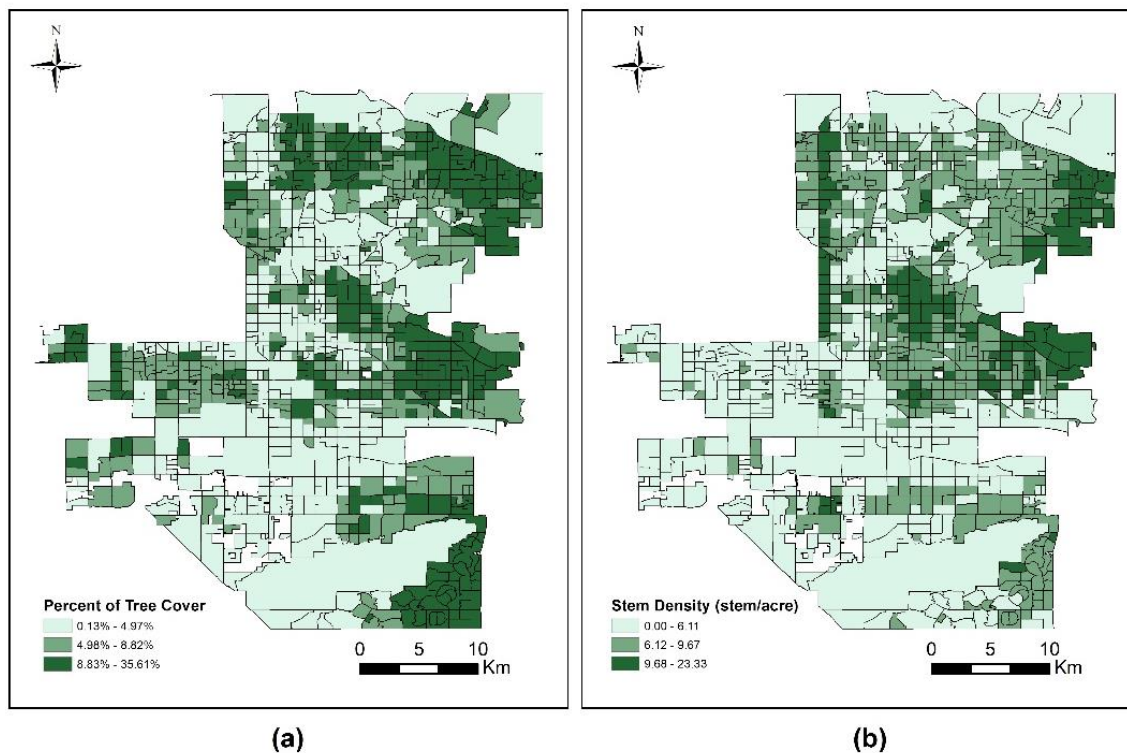 N
Percent of Tree Cover
0.13% - 4.97%
4.98% - 8.82%
8.83% - 35.61%
0 5 10
Km
(a)
N
Stem Density (stem/acre)
0.00 - 6.11
6.12 - 9.67
9.68 - 23.33
0 5 10
Km
(b)